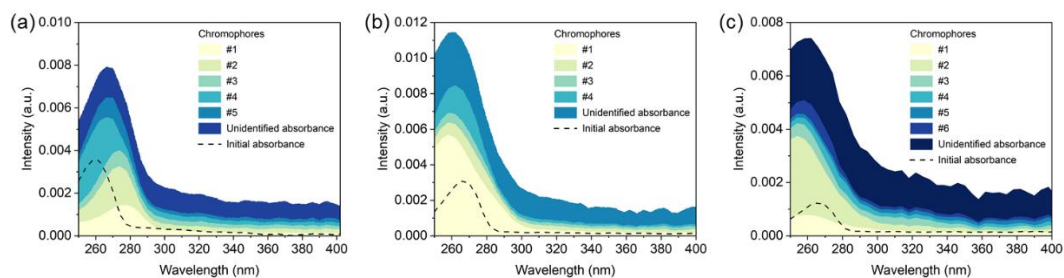 (a)
0.010
0.008
0.006
0.004
0.002
0.000
Intensity (a.u.)
Chromophores
#1
#2
#3
#4
#5
Unidentified absorbance
Initial absorbance
260 280 300 320 340 360 380 400
Wavelength (nm)
(b)
0.012
0.010
0.008
0.006
0.004
0.002
0.000
Intensity (a.u.)
Chromophores
#1
#2
#3
#4
Unidentified absorbance
Initial absorbance
260 280 300 320 340 360 380 400
Wavelength (nm)
(c)
0.008
0.006
0.004
0.002
0.000
Intensity (a.u.)
Chromophores
#1
#2
#3
#4
#5
#6
Unidentified absorbance
Initial absorbance
260 280 300 320 340 360 380 400
Wavelength (nm)